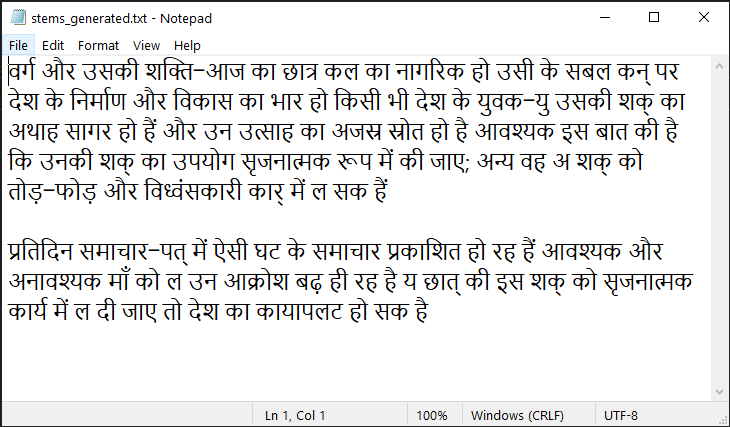 stems_generated.txt - Notepad
File Edit Format View Help
वर्ग और उसकी शक्ति-आज का छात्र कल का नागरिक हो उसी के सबल कन् पर
देश के निर्माण और विकास का भार हो किसी भी देश के युवक-यु उसकी शक् का
अथाह सागर हो हैं और उन उत्साह का अजस्र स्रोत हो है आवश्यक इस बात की है
कि उनकी शक् का उपयोग सृजनात्मक रूप में की जाए; अन्य वह अ शक् को
तोड़-फोड़ और विध्वंसकारी कार् में ल सक हैं
प्रतिदिन समाचार-पत् में ऐसी घट के समाचार प्रकाशित हो रह हैं आवश्यक और
अनावश्यक माँ को ल उन आक्रोश बढ़ ही रह है य छात् की इस शक् को सृजनात्मक
कार्य में ल दी जाए तो देश का कायापलट हो सक है
Ln 1, Col 1 100% Windows (CRLF) UTF-8